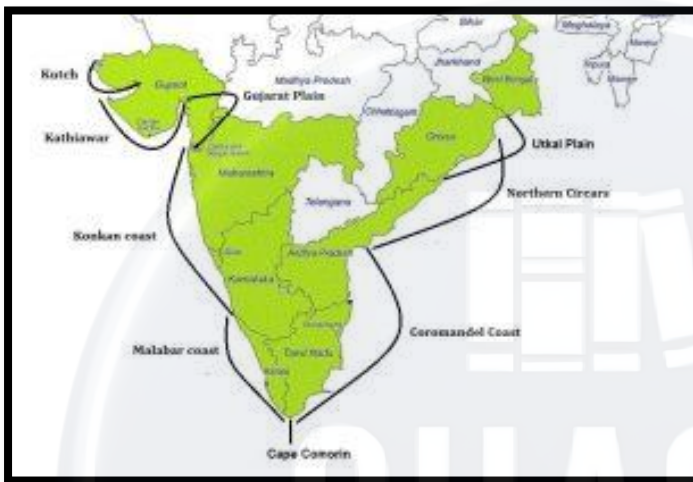 Bihar
Meghalaya
Jharkhand
Tripura
Kutch
Gujarat
Madhya Pradesh
West Bengal
Gujarat Plain
Chhattisgarh
Kathiawar
Orissa
Utkal Plain
Maharashtra
Telangana
Northern Circars
Konkan coast
Goa
Andhra Pradesh
Karnataka
Coromandel Coast
Malabar coast
Tamil Nadu
Kerala
Cape Comorin